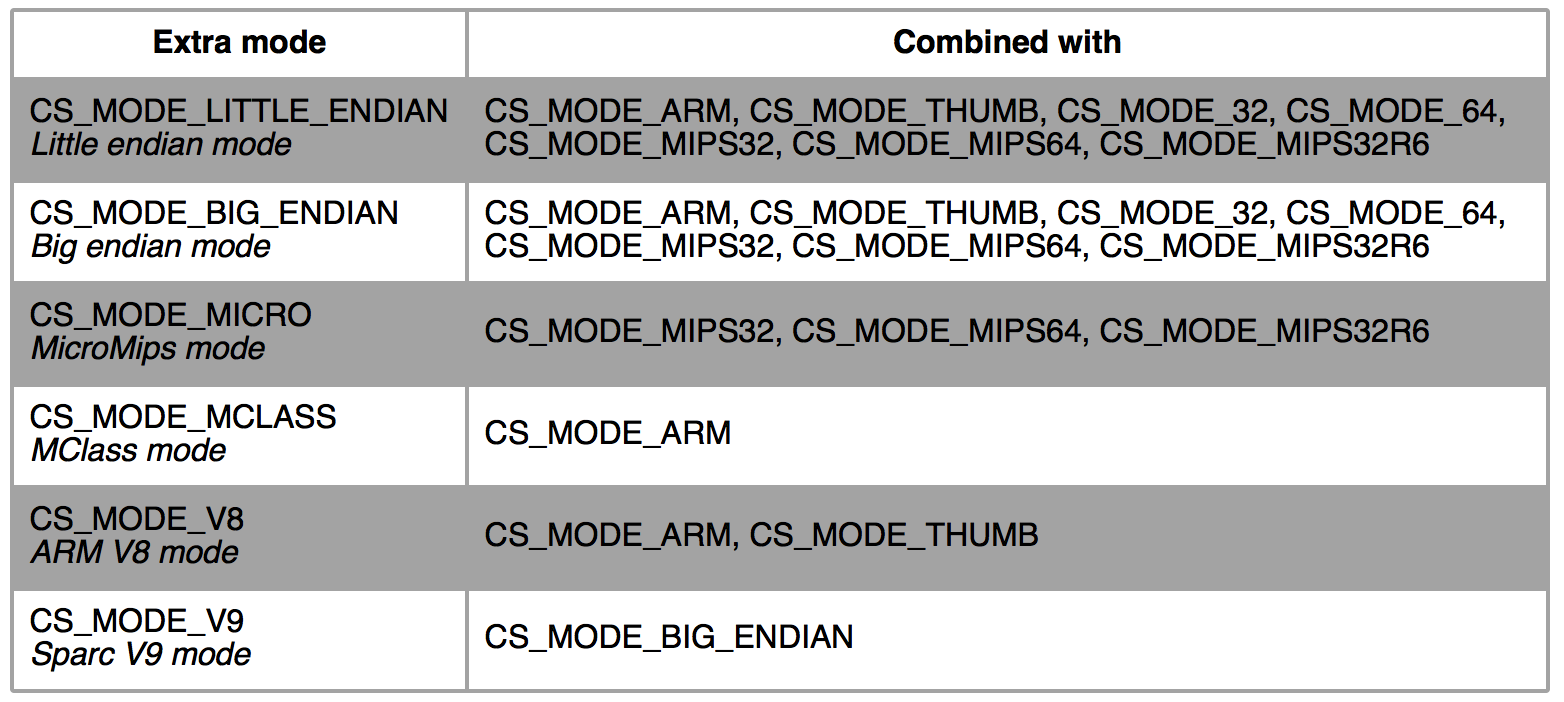 Extra mode
Combined with
CS_MODE_LITTLE_ENDIAN
Little endian mode
CS_MODE_ARM, CS_MODE_THUMB, CS_MODE_32, CS_MODE_64,
CS_MODE_MIPS32, CS_MODE_MIPS64, CS_MODE_MIPS32R6
CS_MODE_BIG_ENDIAN
Big endian mode
CS_MODE_ARM, CS_MODE_THUMB, CS_MODE_32, CS_MODE_64,
CS_MODE_MIPS32, CS_MODE_MIPS64, CS_MODE_MIPS32R6
CS_MODE_MICRO
MicroMips mode
CS_MODE_MIPS32, CS_MODE_MIPS64, CS_MODE_MIPS32R6
CS_MODE_MCLASS
MClass mode
CS_MODE_ARM
CS_MODE_V8
ARM V8 mode
CS_MODE_ARM, CS_MODE_THUMB
CS_MODE_V9
Sparc V9 mode
CS_MODE_BIG_ENDIAN